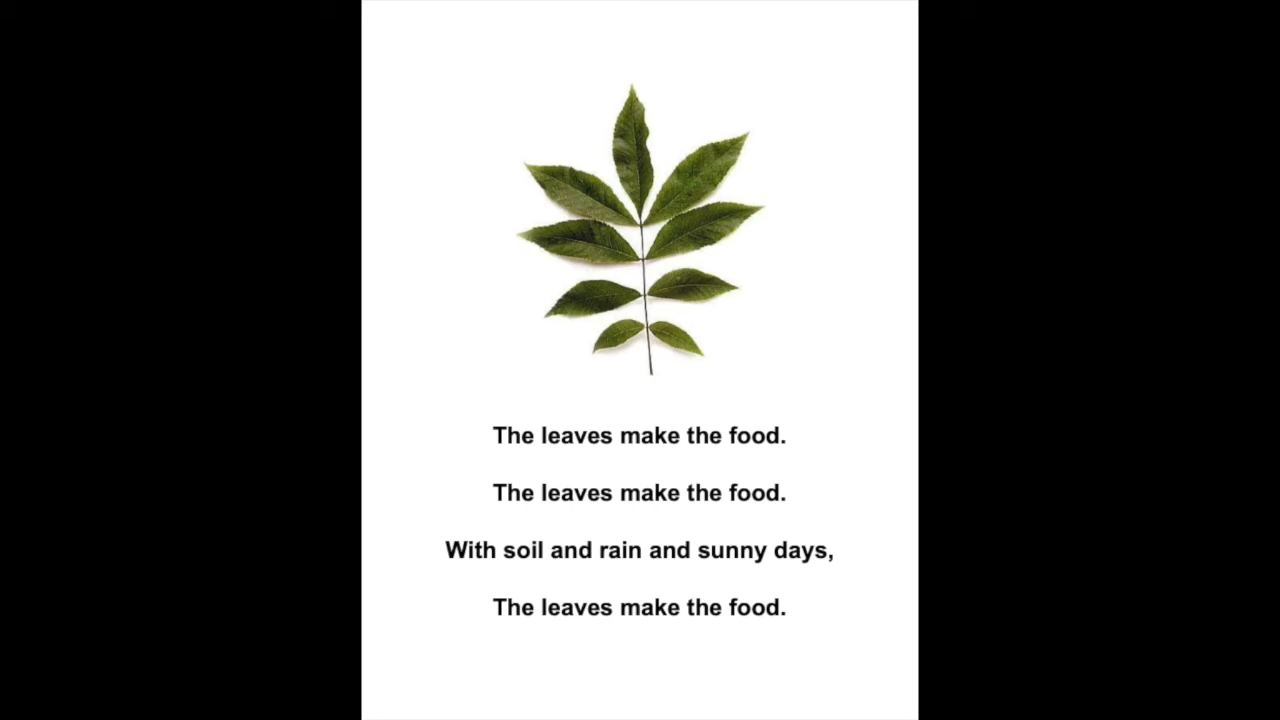 The leaves make the food.
The leaves make the food.
With soil and rain and sunny days,
The leaves make the food.